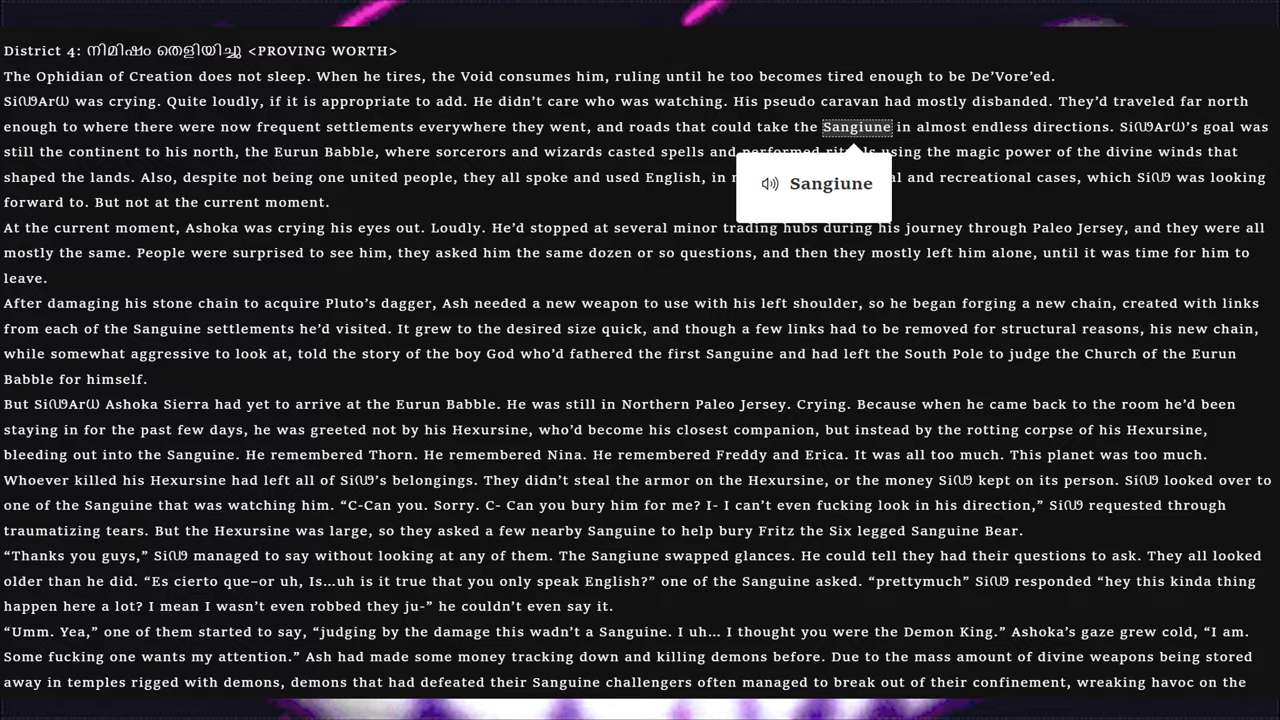 District 4: നിമിഷം തെളിയിച്ചു <PROVING WORTH>
The Ophidian of Creation does not sleep. When he tires, the Void consumes him, ruling until he too becomes tired enough to be De’Vore’ed.
SiശിArധ was crying. Quite loudly, if it is appropriate to add. He didn’t care who was watching. His pseudo caravan had mostly disbanded. They’d traveled far north
enough to where there were now frequent settlements everywhere they went, and roads that could take the Sangiune in almost endless directions. SiശിArധ’s goal was
still the continent to his north, the Eurun Babble, where sorcerors and wizards casted spells and performed rituals using the magic power of the divine winds that
Sangiune
shaped the lands. Also, despite not being one united people, they all spoke and used English, in al and recreational cases, which Siശി was looking
forward to. But not at the current moment.
At the current moment, Ashoka was crying his eyes out. Loudly. He’d stopped at several minor trading hubs during his journey through Paleo Jersey, and they were all
mostly the same. People were surprised to see him, they asked him the same dozen or so questions, and then they mostly left him alone, until it was time for him to
leave.
After damaging his stone chain to acquire Pluto’s dagger, Ash needed a new weapon to use with his left shoulder, so he began forging a new chain, created with links
from each of the Sanguine settlements he’d visited. It grew to the desired size quick, and though a few links had to be removed for structural reasons, his new chain,
while somewhat aggressive to look at, told the story of the boy God who’d fathered the first Sanguine and had left the South Pole to judge the Church of the Eurun
Babble for himself.
But SiശിArധ Ashoka Sierra had yet to arrive at the Eurun Babble. He was still in Northern Paleo Jersey. Crying. Because when he came back to the room he’d been
staying in for the past few days, he was greeted not by his Hexursine, who’d become his closest companion, but instead by the rotting corpse of his Hexursine,
bleeding out into the Sanguine. He remembered Thorn. He remembered Nina. He remembered Freddy and Erica. It was all too much. This planet was too much.
Whoever killed his Hexursine had left all of Siശി’s belongings. They didn’t steal the armor on the Hexursine, or the money Siശി kept on its person. Siശി looked over to
one of the Sanguine that was watching him. “C-Can you. Sorry. C- Can you bury him for me? I- I can’t even fucking look in his direction,” Siശി requested through
traumatizing tears. But the Hexursine was large, so they asked a few nearby Sanguine to help bury Fritz the Six legged Sanguine Bear.
“Thanks you guys,” Siശി managed to say without looking at any of them. The Sangiune swapped glances. He could tell they had their questions to ask. They all looked
older than he did. “Es cierto que–or uh, Is…uh is it true that you only speak English?” one of the Sanguine asked. “prettymuch” Siശി responded “hey this kinda thing
happen here a lot? I mean I wasn’t even robbed they ju-” he couldn’t even say it.
“Umm. Yea,” one of them started to say, “judging by the damage this wadn’t a Sanguine. I uh… I thought you were the Demon King.” Ashoka’s gaze grew cold, “I am.
Some fucking one wants my attention.” Ash had made some money tracking down and killing demons before. Due to the mass amount of divine weapons being stored
away in temples rigged with demons, demons that had defeated their Sanguine challengers often managed to break out of their confinement, wreaking havoc on the